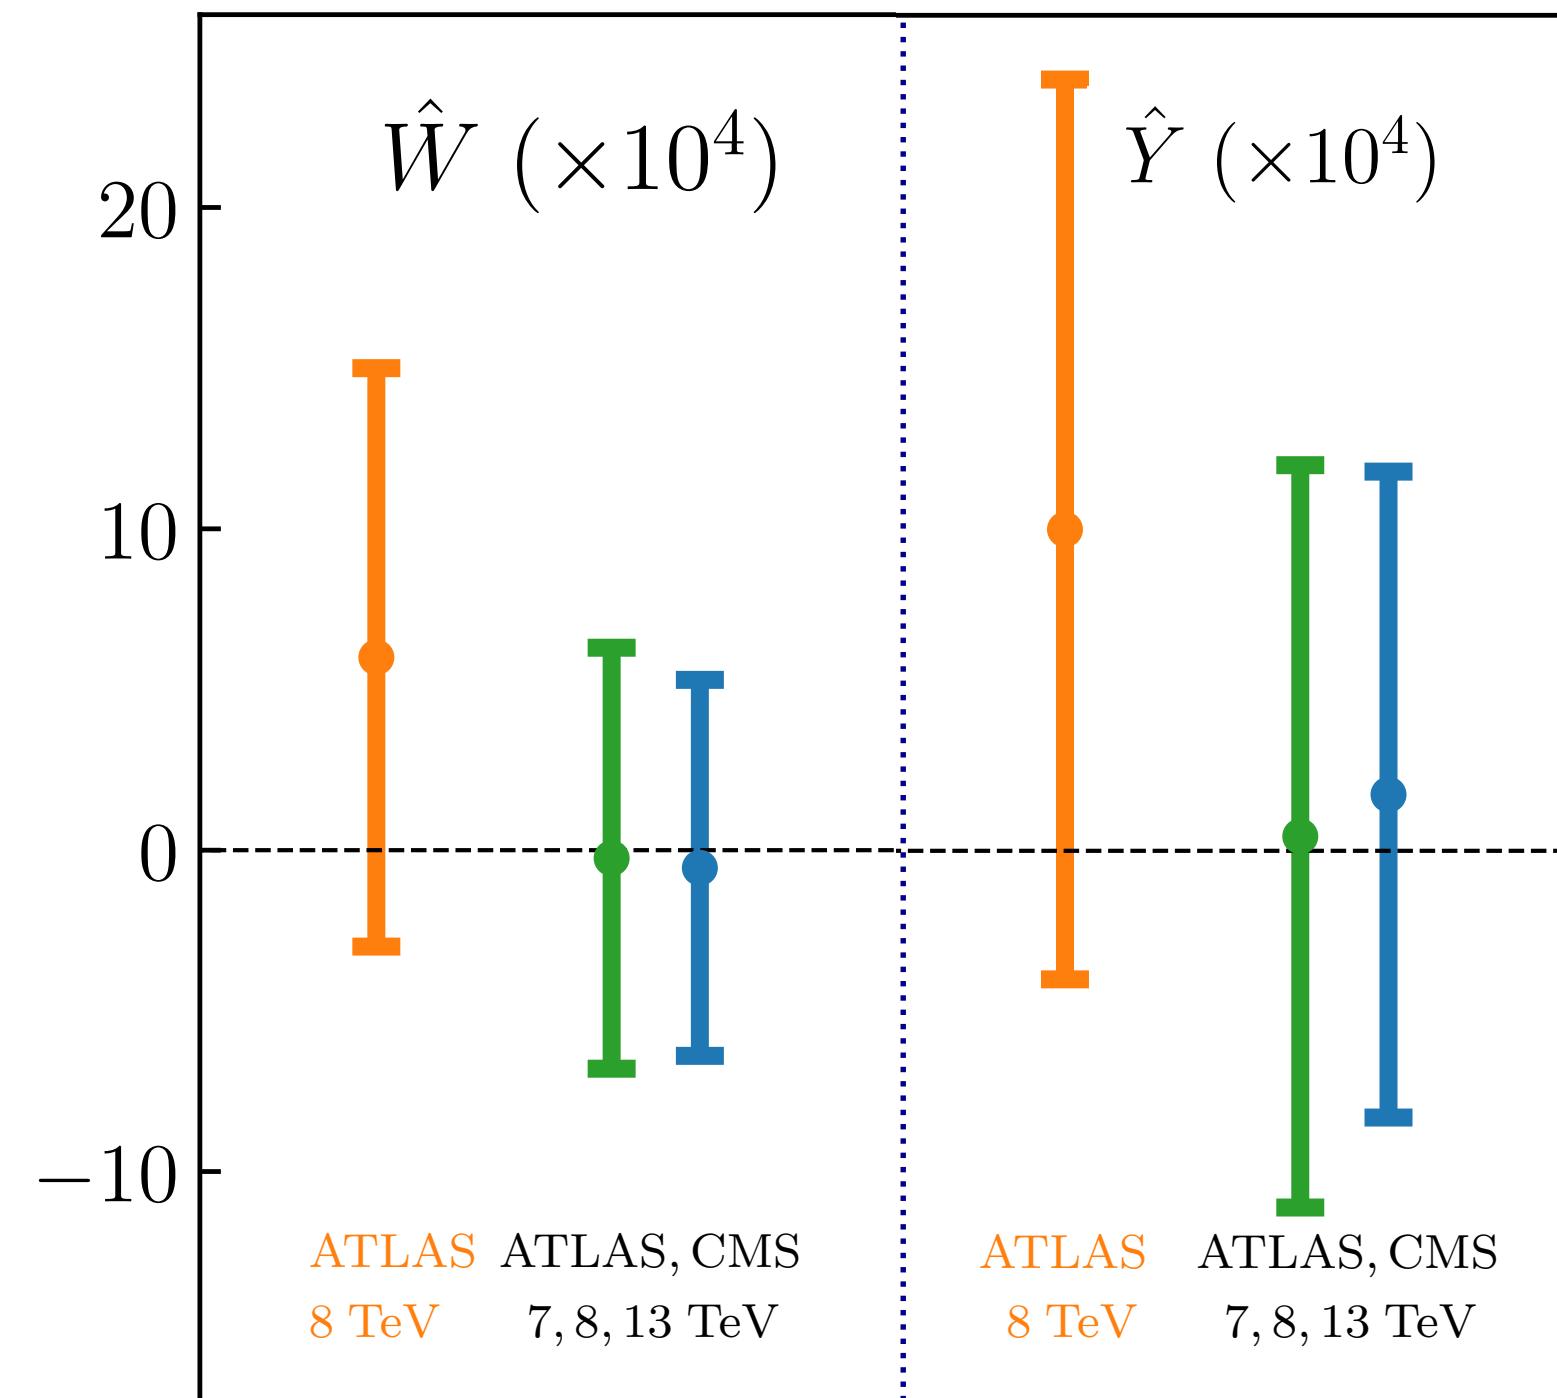 Ŵ (×10⁴)
Ŷ (×10⁴)
20
10
0
−10
ATLAS
8 TeV
ATLAS, CMS
7, 8, 13 TeV
ATLAS
8 TeV
ATLAS, CMS
7, 8, 13 TeV